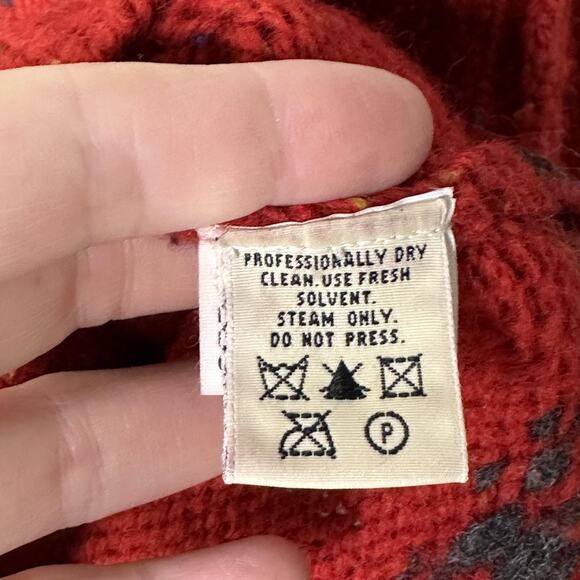 PROFESSIONALLY DRY
CLEAN. USE FRESH
SOLVENT.
STEAM ONLY.
DO NOT PRESS.
P